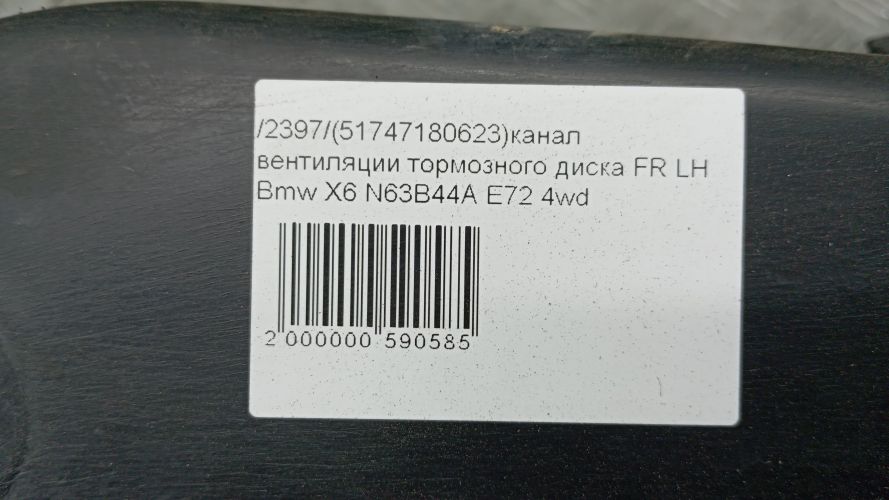 /2397/(51747180623)канал
вентиляции тормозного диска FR LH
Bmw X6 N63B44A E72 4wd
2 000000 590585